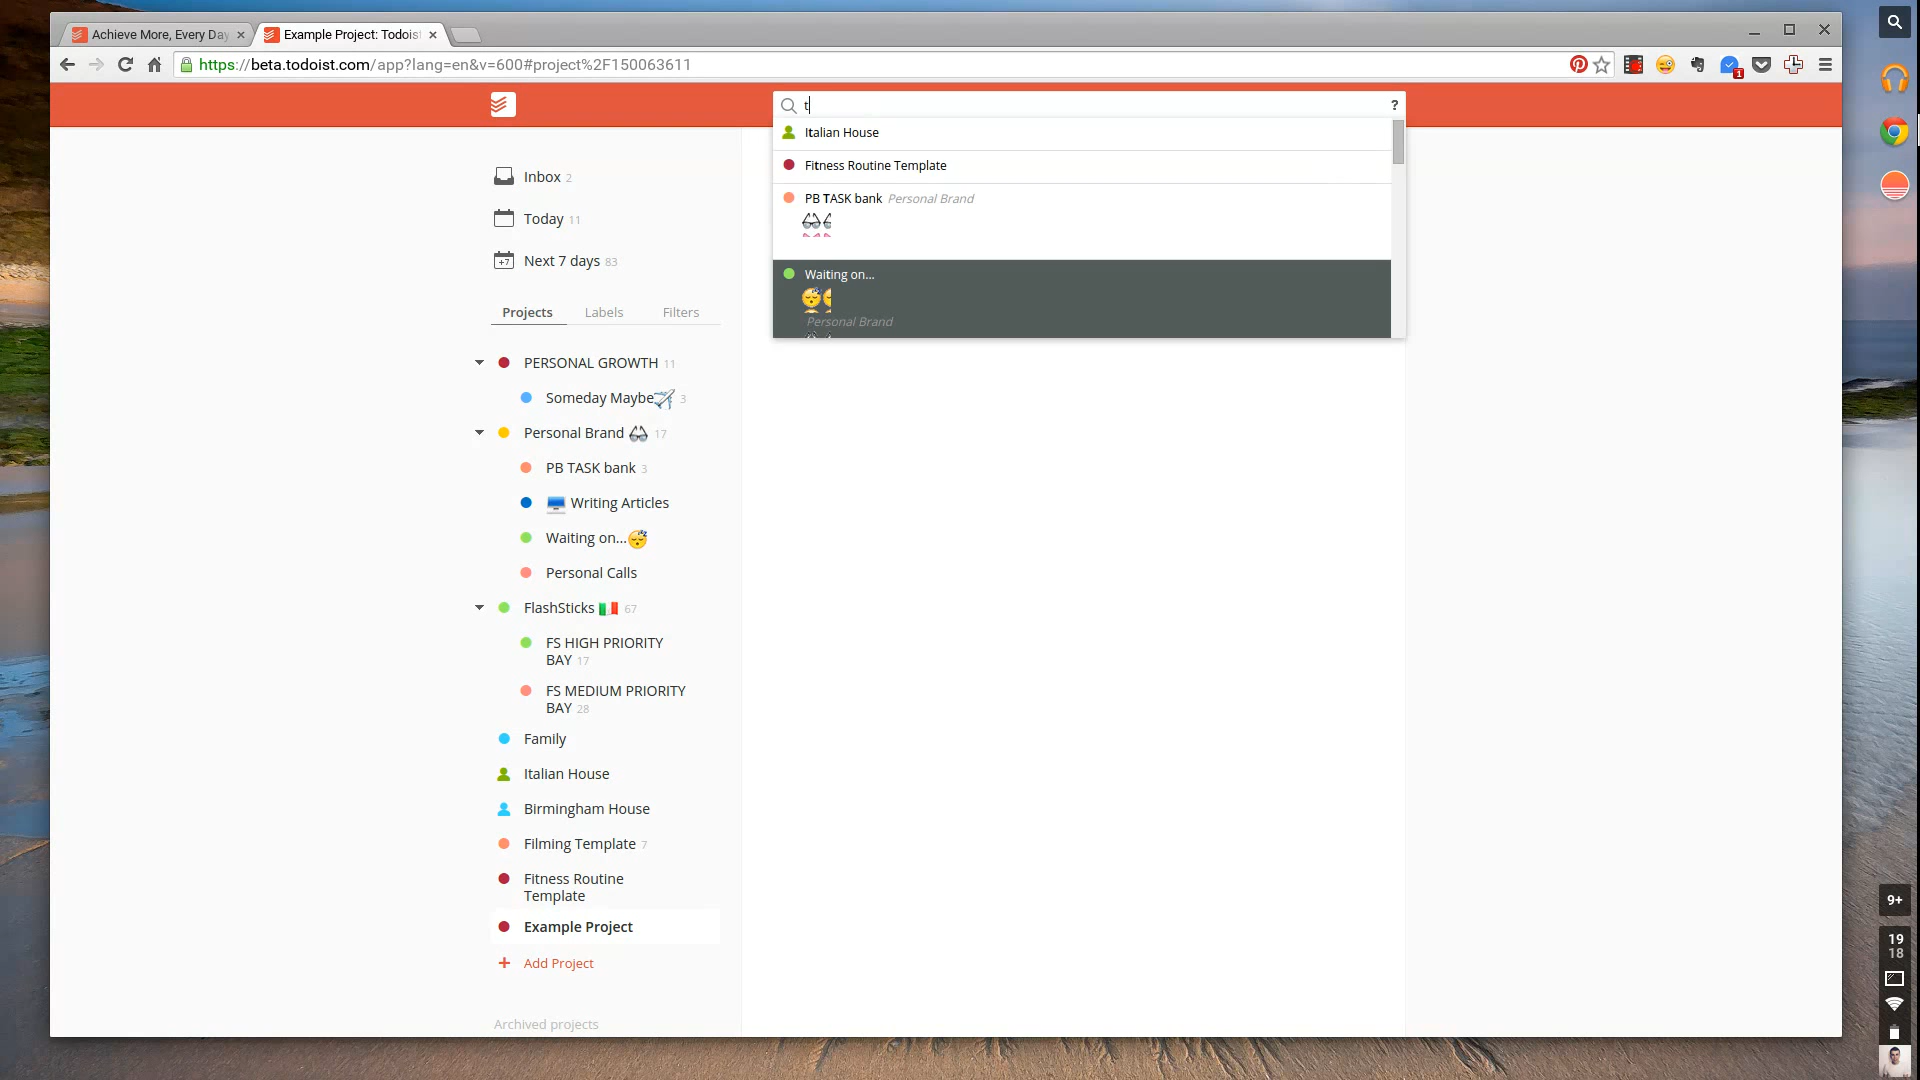 Achieve More, Every Day
Example Project: Todoist
https://beta.todoist.com/app?lang=en&v=600#project%2F150063611
1
t
?
Italian House
Fitness Routine Template
PB TASK bank Personal Brand
Waiting on...
Personal Brand
Inbox 2
Today 11
+7 Next 7 days 83
Projects Labels Filters
PERSONAL GROWTH 11
Someday Maybe 3
Personal Brand 17
PB TASK bank 3
Writing Articles
Waiting on...
Personal Calls
FlashSticks 67
FS HIGH PRIORITY
BAY 17
FS MEDIUM PRIORITY
BAY 28
Family
Italian House
Birmingham House
Filming Template 7
Fitness Routine
Template
Example Project
+ Add Project
Archived projects
9+
19
18